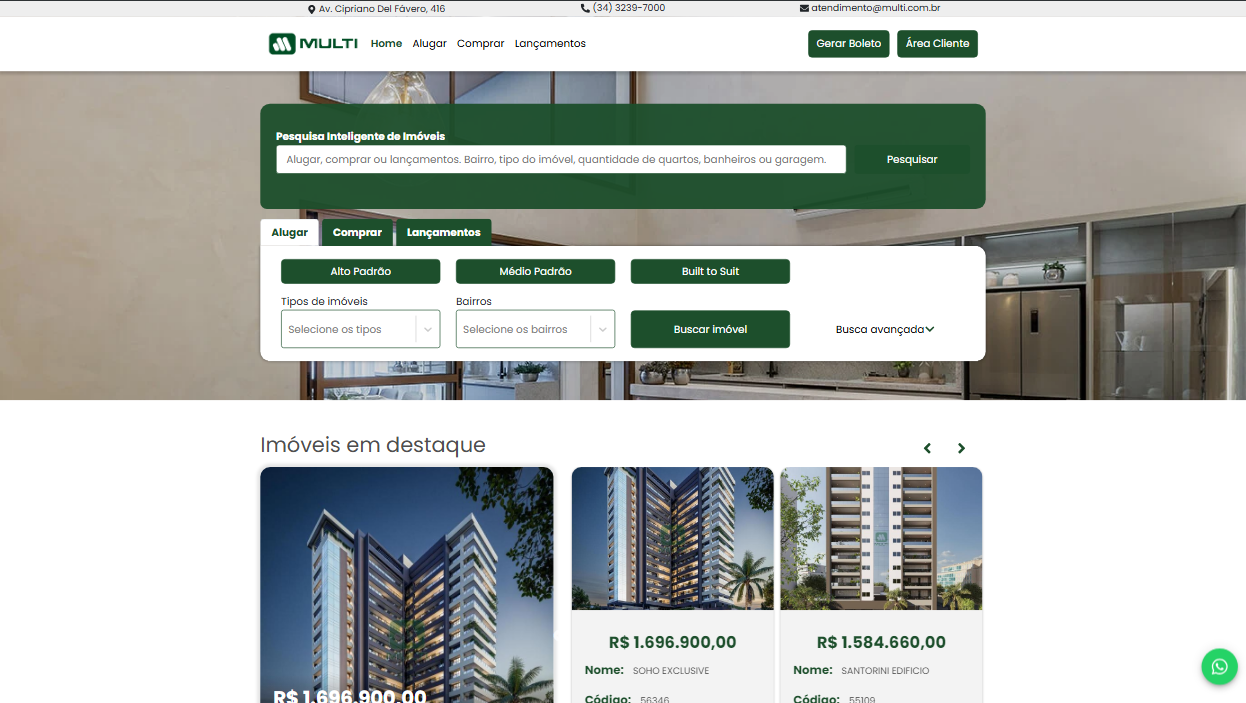 Av. Cipriano Del Fávero, 416
(34) 3239-7000
atendimento@multi.com.br
MULTI
Home
Alugar
Comprar
Lançamentos
Gerar Boleto
Área Cliente
Pesquisa Inteligente de Imóveis
Alugar, comprar ou lançamentos. Bairro, tipo do imóvel, quantidade de quartos, banheiros ou garagem.
Pesquisar
Alugar
Comprar
Lançamentos
Alto Padrão
Médio Padrão
Built to Suit
Tipos de imóveis
Bairros
Selecione os tipos
Selecione os bairros
Buscar imóvel
Busca avançada
Imóveis em destaque
R$ 1.696.900,00
R$ 1.696.900,00
Nome: SOHO EXCLUSIVE
Código: 56346
R$ 1.584.660,00
Nome: SANTORINI EDIFICIO
Código: 55109